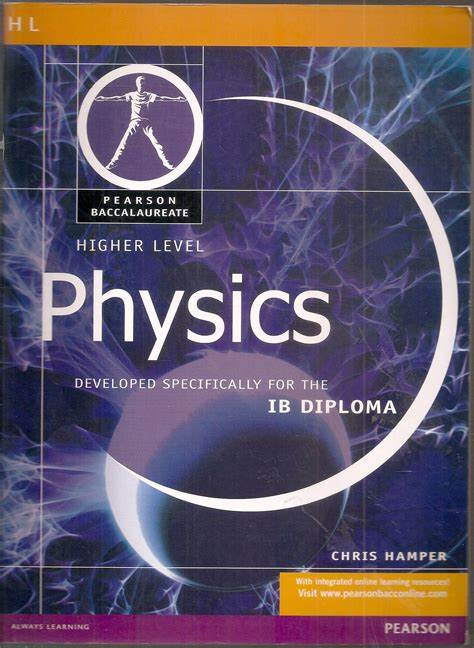 HL
PEARSON
BACCALAUREATE
HIGHER LEVEL
Physics
DEVELOPED SPECIFICALLY FOR THE
IB DIPLOMA
CHRIS HAMPER
With integrated online learning resources!
Visit www.pearsonbacconline.com
ALWAYS LEARNING
PEARSON